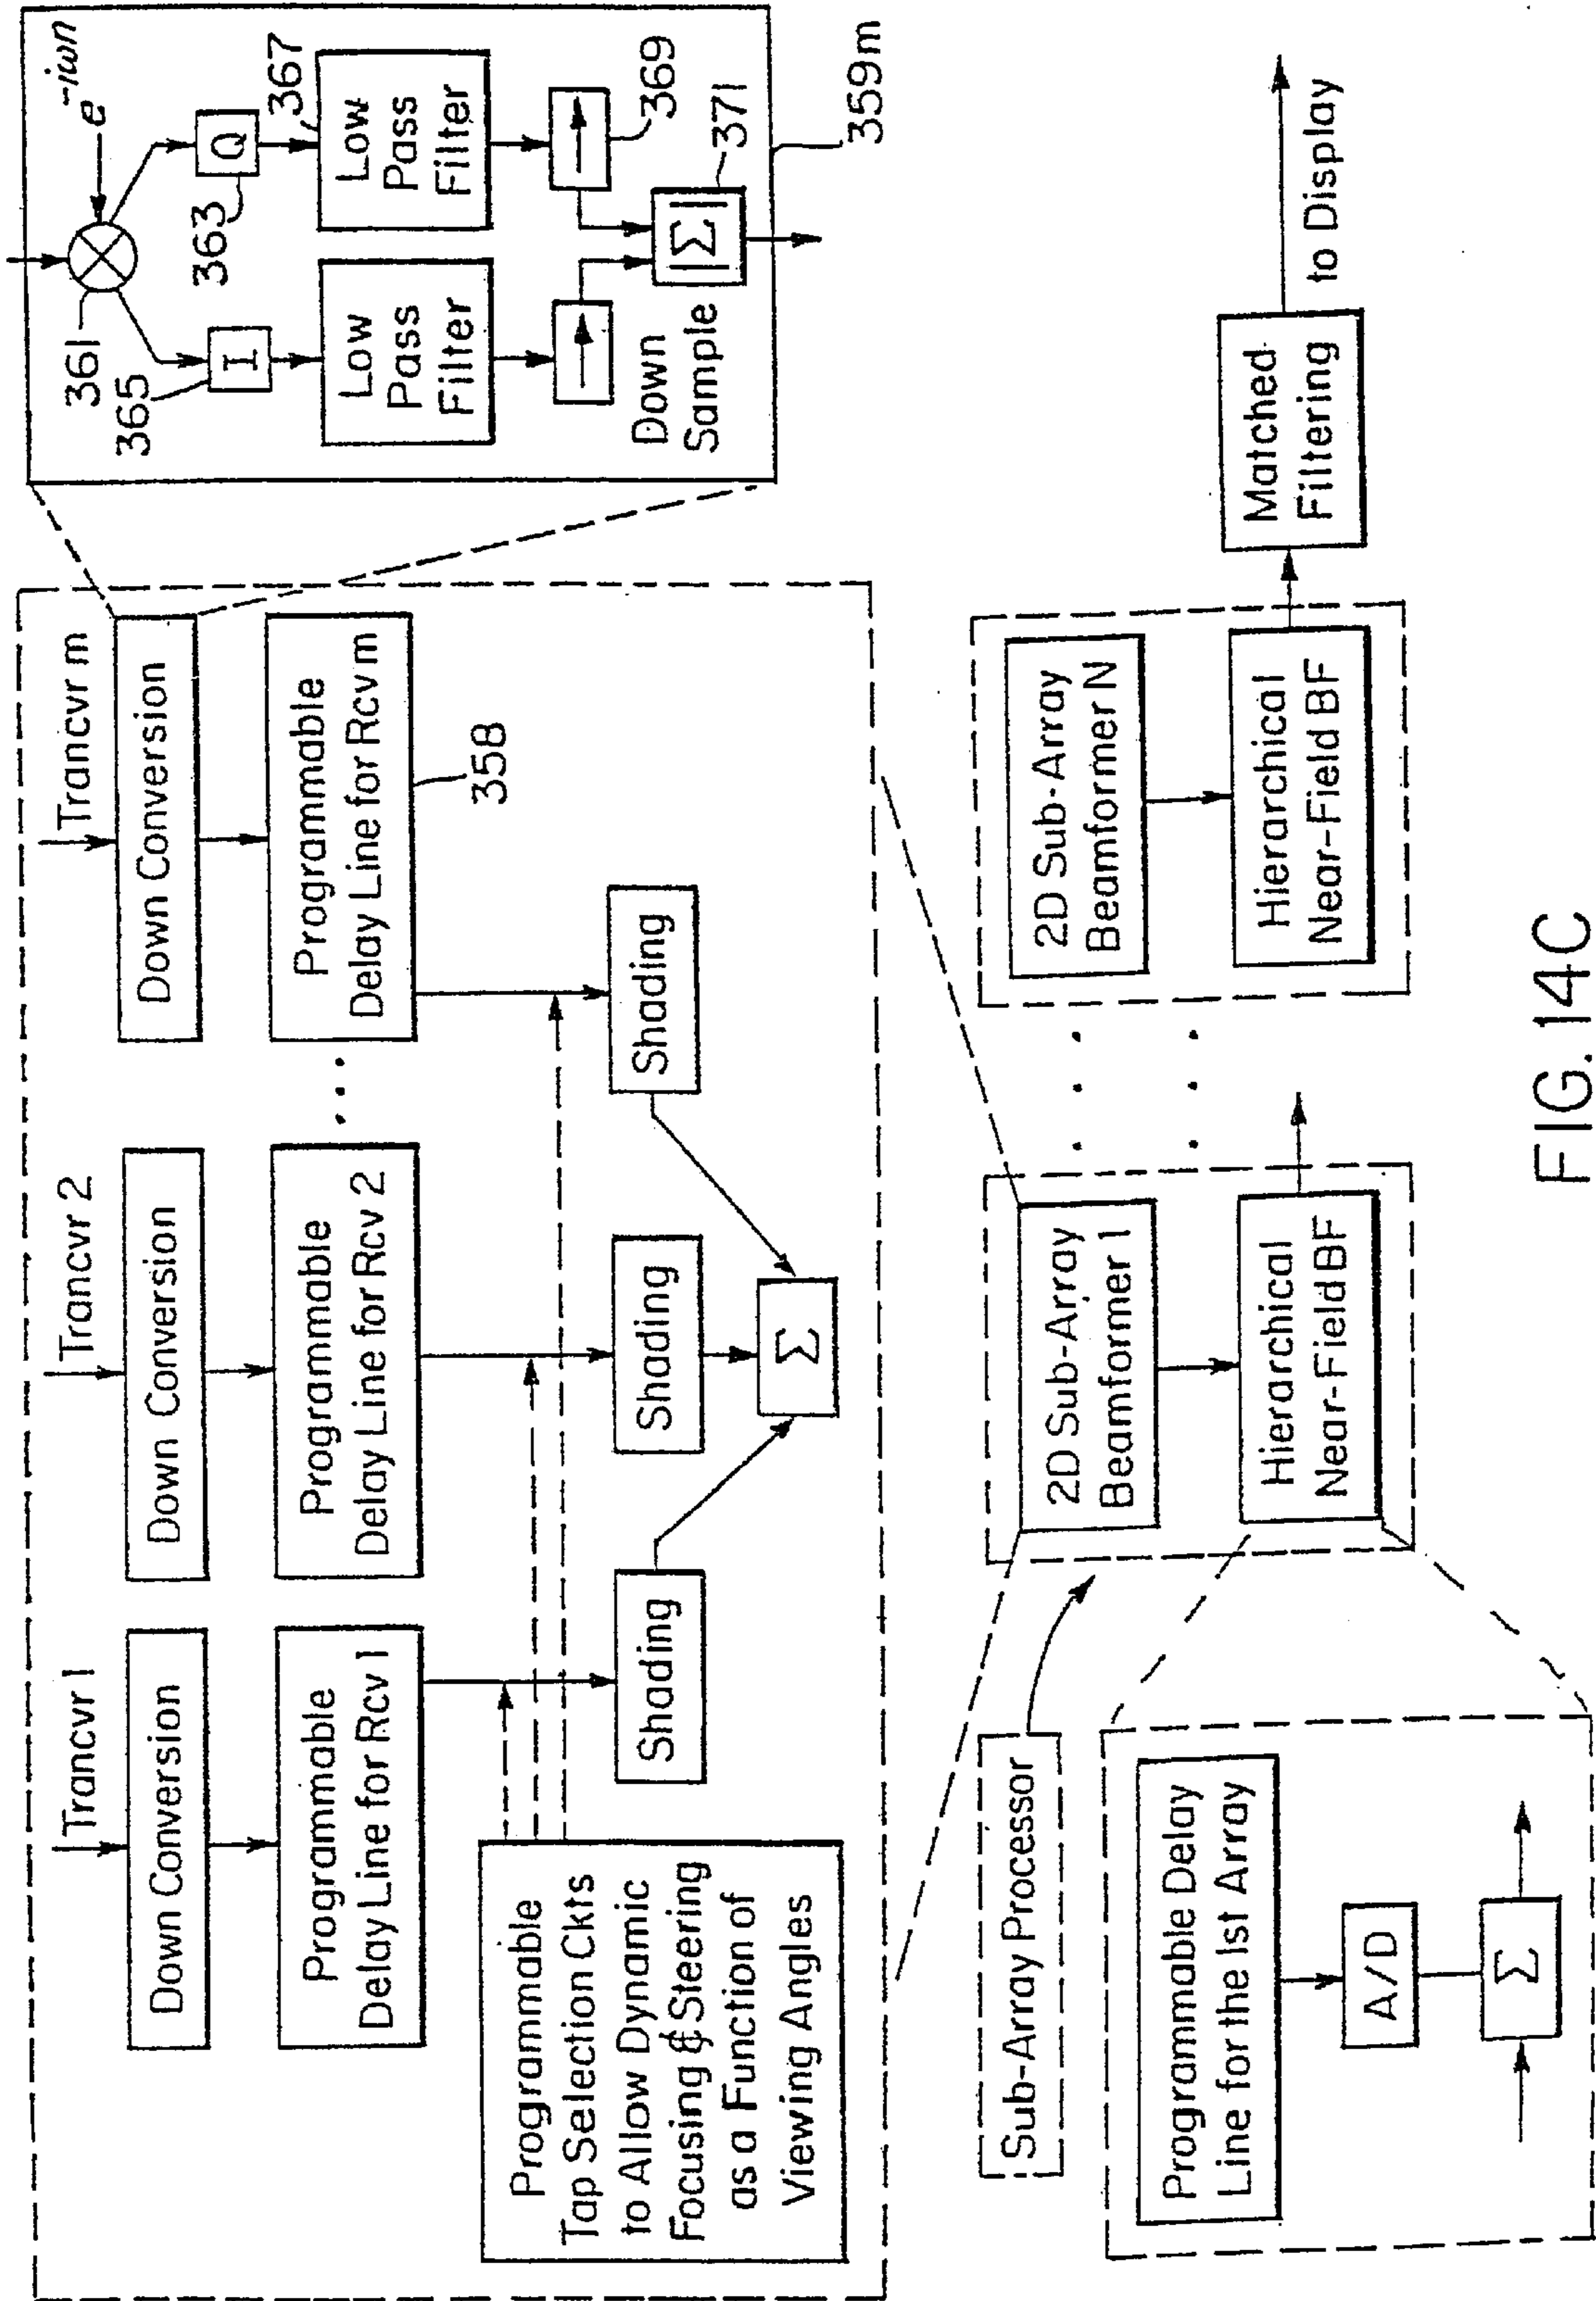 Trancvr 1
Trancvr 2
Trancvr m
Down Conversion
Down Conversion
Down Conversion
Programmable
Delay Line for Rcv 1
Programmable
Delay Line for Rcv 2
...
Programmable
Delay Line for Rcv m
358
Programmable
Tap Selection Ckts
to Allow Dynamic
Focusing & Steering
as a Function of
Viewing Angles
Shading
Shading
Shading
Σ
e^-iωn
361
365
I
363
Q
367
Low
Pass
Filter
Low
Pass
Filter
369
Down
Sample
|Σ|
371
359m
Sub-Array Processor
2D Sub-Array
Beamformer 1
Hierarchical
Near-Field BF
. . .
. . .
2D Sub-Array
Beamformer N
Hierarchical
Near-Field BF
Matched
Filtering
to Display
Programmable Delay
Line for the 1st Array
A/D
Σ
FIG. 14C